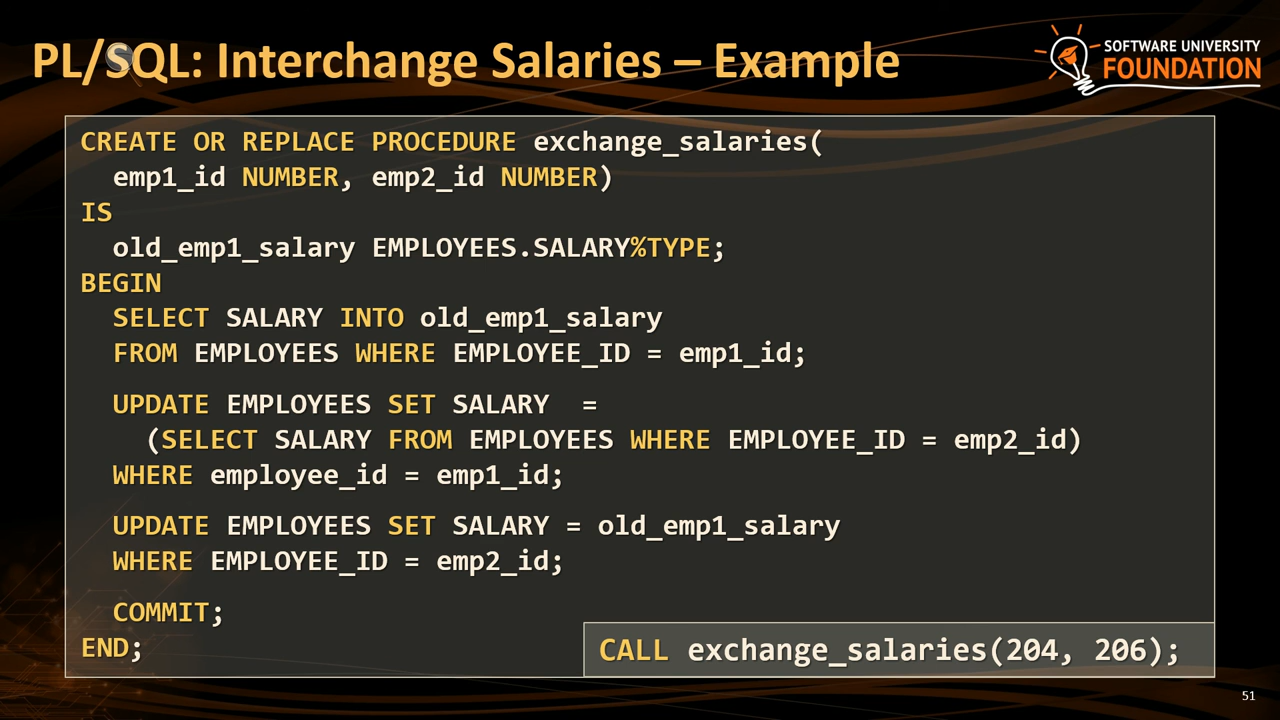 PL/SQL: Interchange Salaries – Example
SOFTWARE UNIVERSITY
FOUNDATION
CREATE OR REPLACE PROCEDURE exchange_salaries(
emp1_id NUMBER, emp2_id NUMBER)
IS
old_emp1_salary EMPLOYEES.SALARY%TYPE;
BEGIN
SELECT SALARY INTO old_emp1_salary
FROM EMPLOYEES WHERE EMPLOYEE_ID = emp1_id;
UPDATE EMPLOYEES SET SALARY  =
(SELECT SALARY FROM EMPLOYEES WHERE EMPLOYEE_ID = emp2_id)
WHERE employee_id = emp1_id;
UPDATE EMPLOYEES SET SALARY = old_emp1_salary
WHERE EMPLOYEE_ID = emp2_id;
COMMIT;
END;
CALL exchange_salaries(204, 206);
51